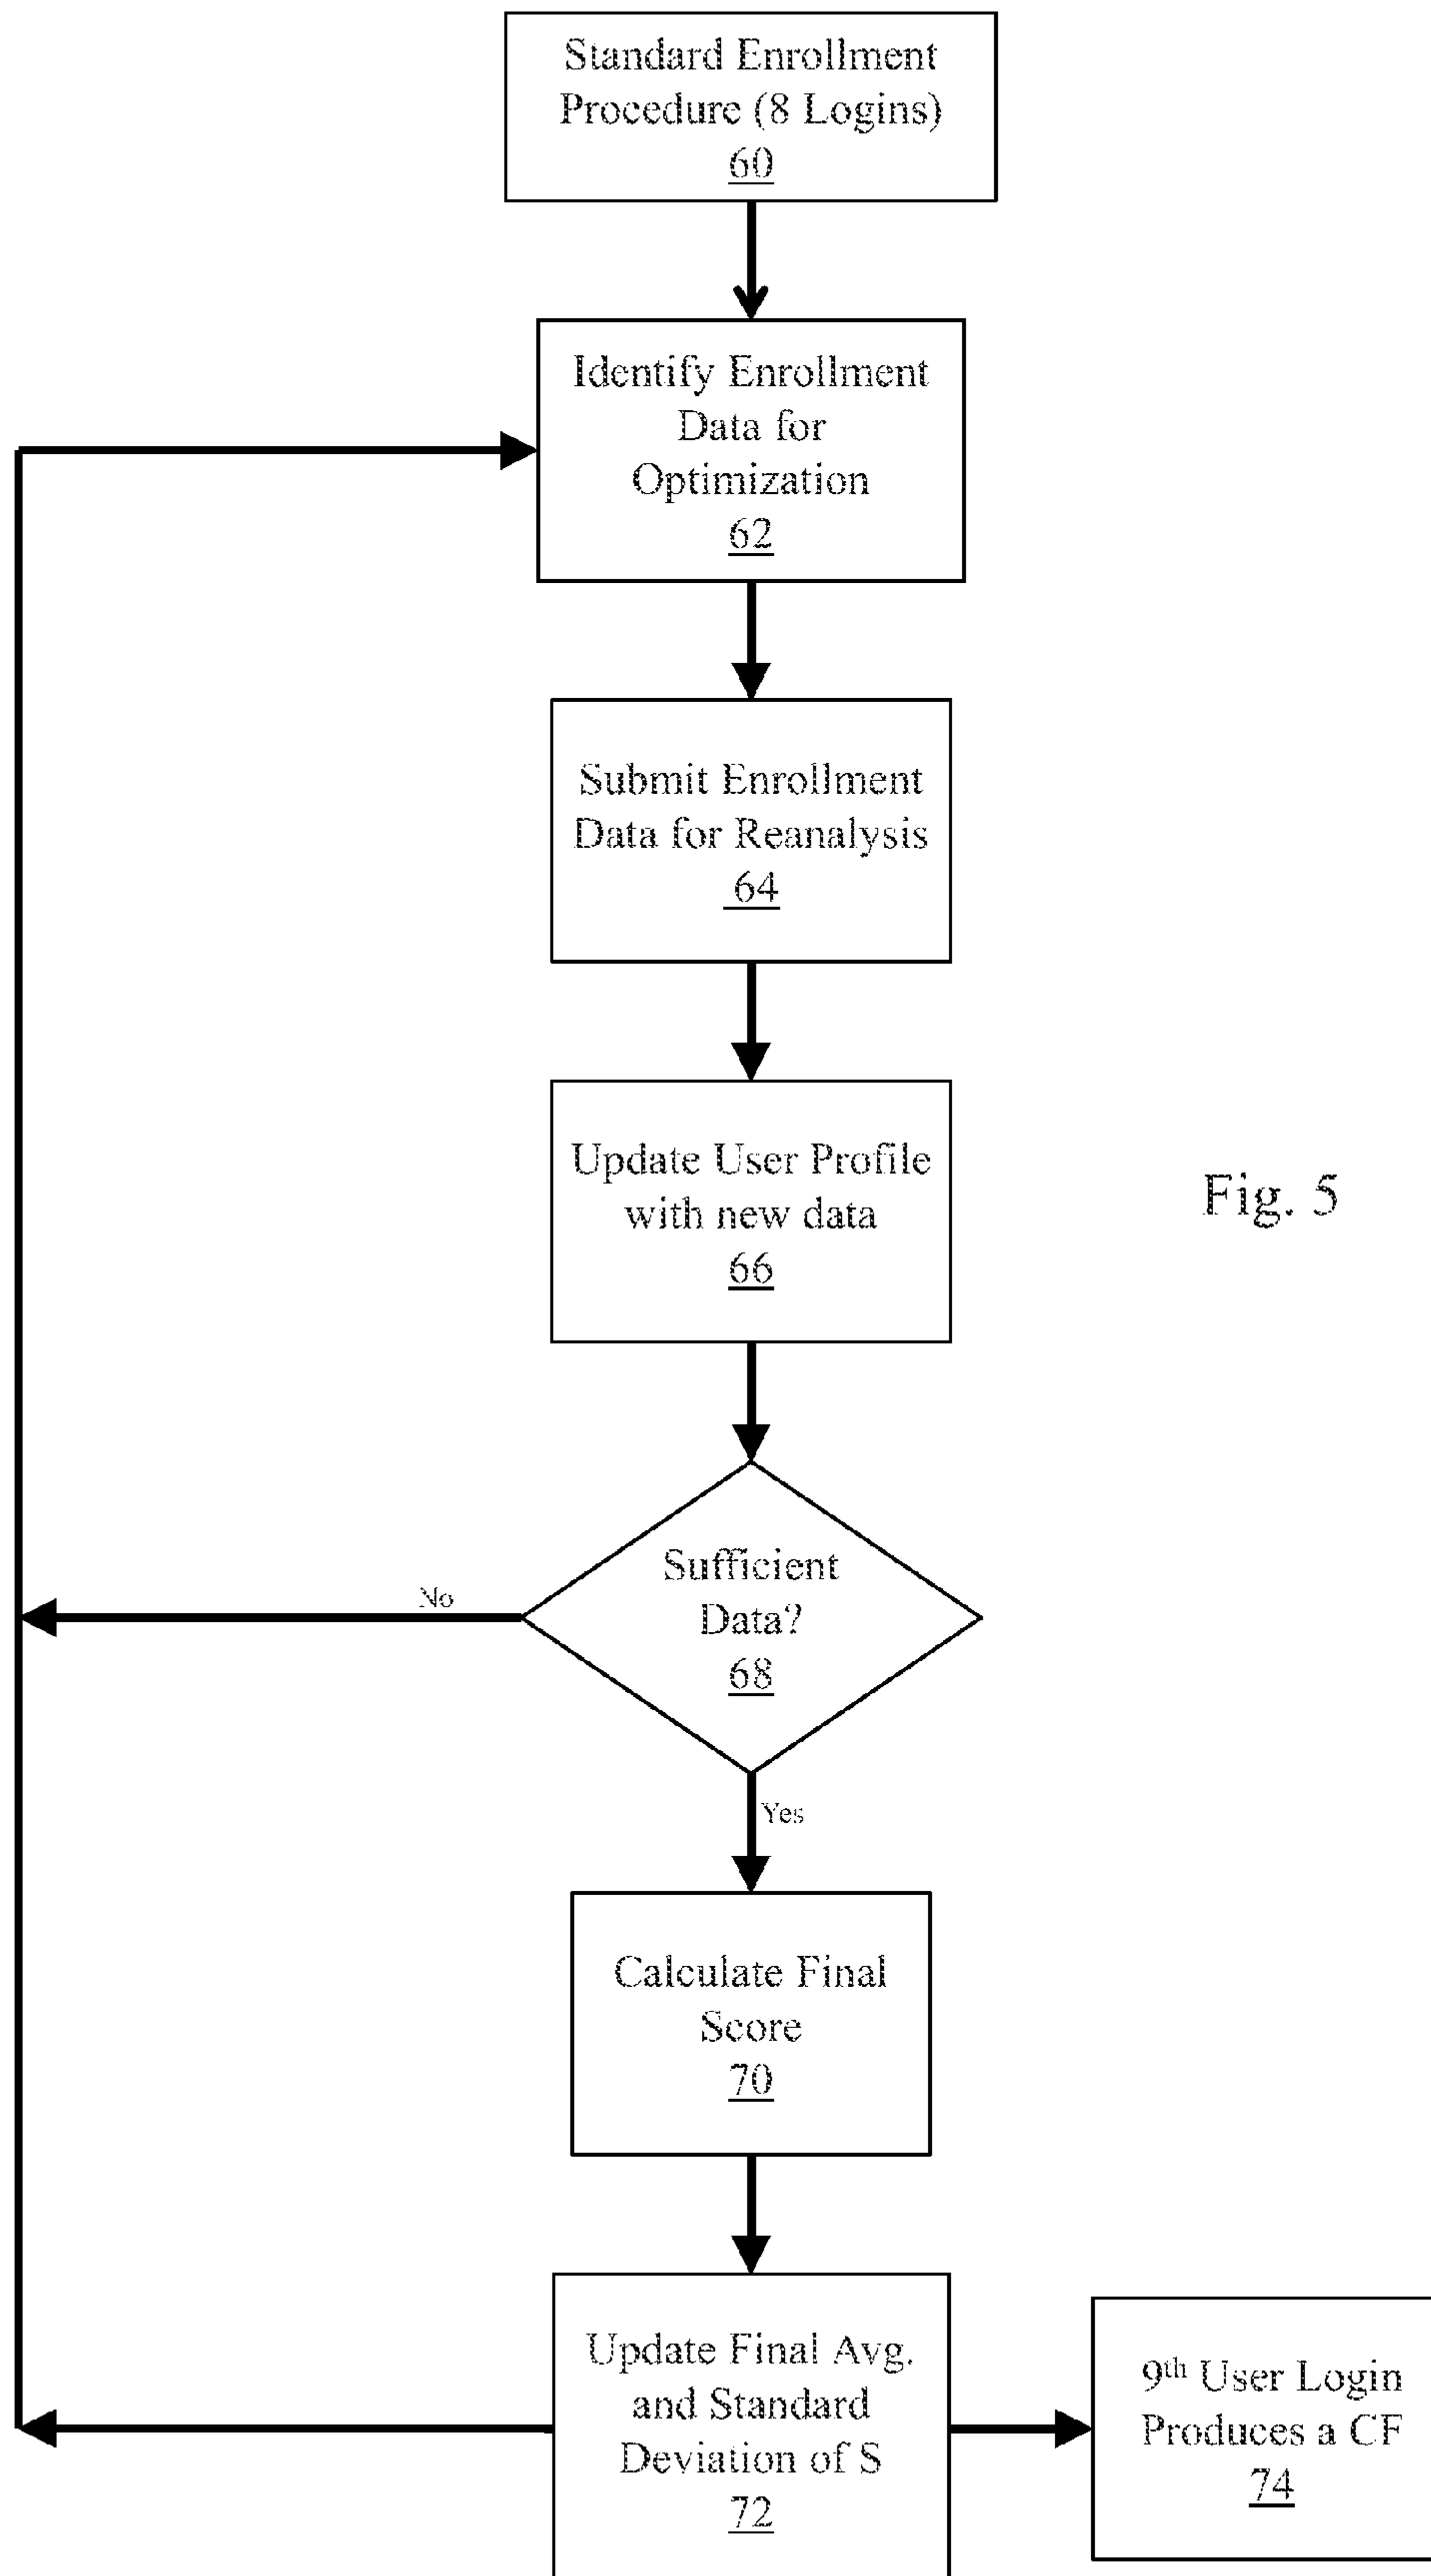 Standard Enrollment
Procedure (8 Logins)
60
Identify Enrollment
Data for
Optimization
62
Submit Enrollment
Data for Reanalysis
64
Update User Profile
with new data
66
Fig. 5
Sufficient
Data?
68
No
Yes
Calculate Final
Score
70
Update Final Avg.
and Standard
Deviation of S
72
9th User Login
Produces a CF
74